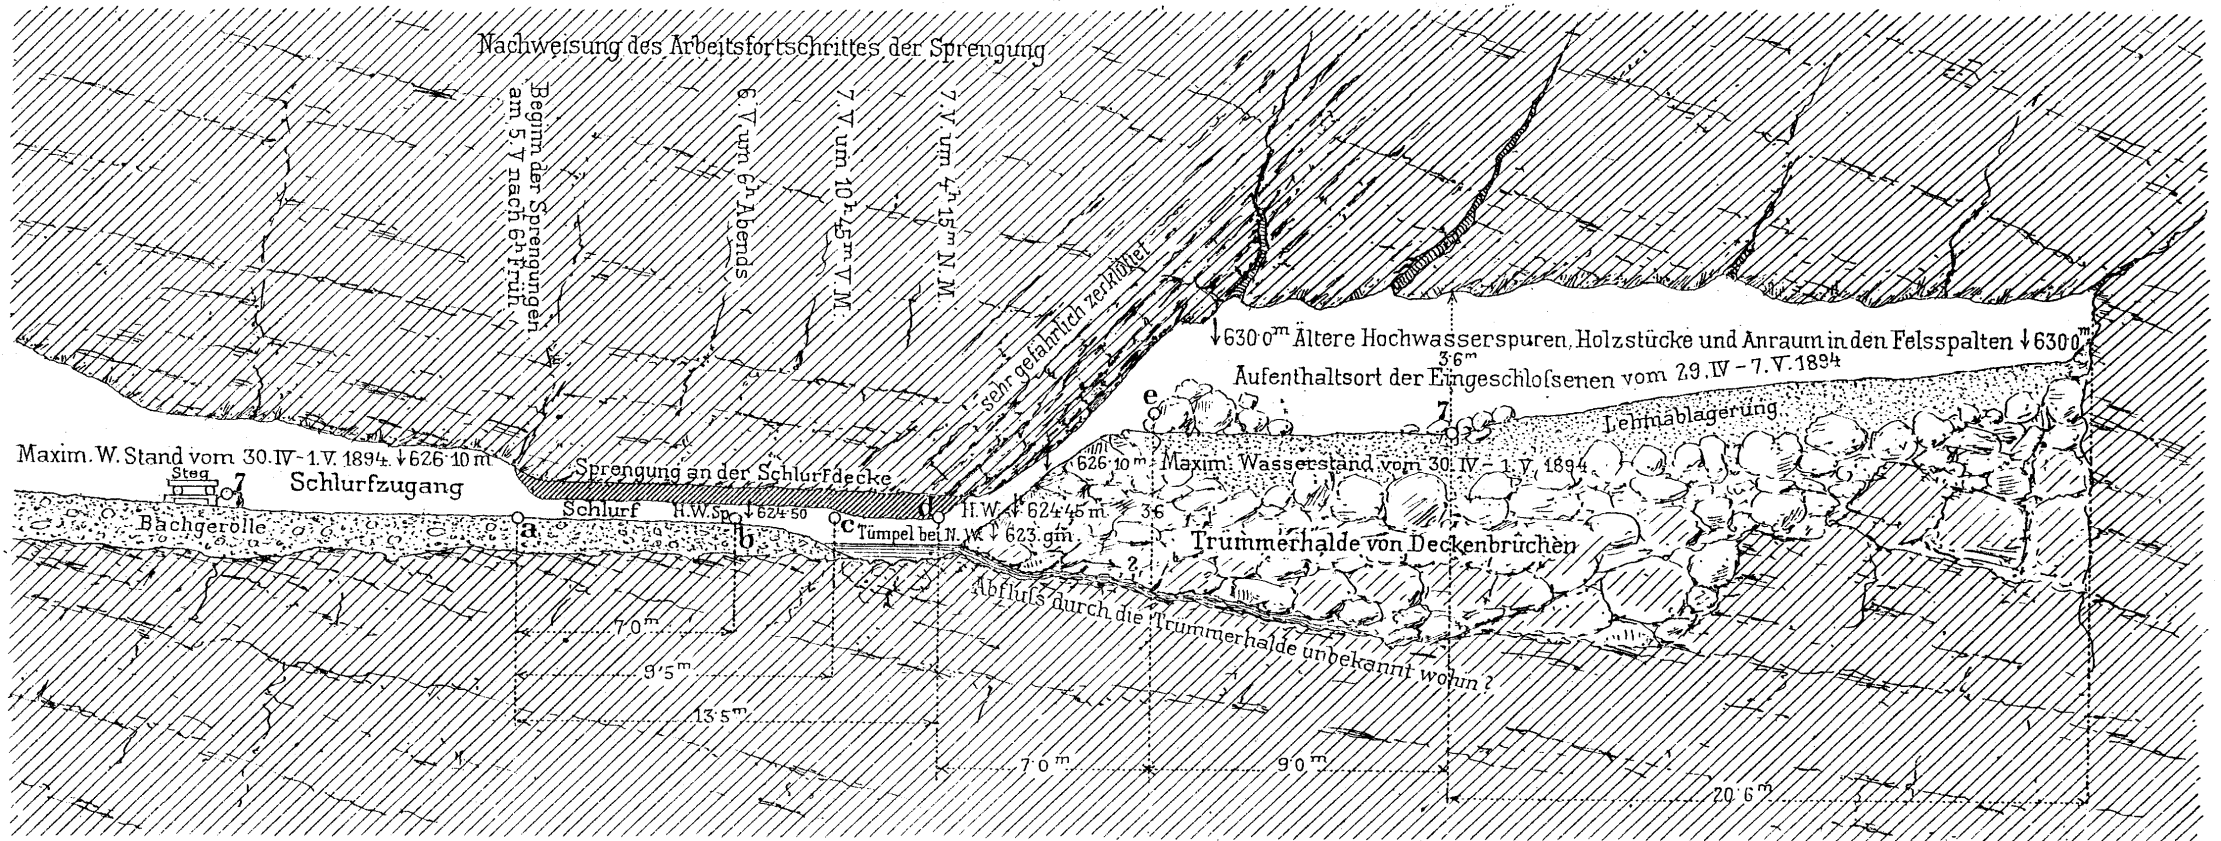 Nachweisung des Arbeitsfortschrittes der Sprengung
Beginn der Sprengungen
am 5. V nach 6h Früh
6. V um 6h Abends
7. V um 10h 45m V. M.
7. V. um 4h 15m N. M.
sehr gefährlich zerklüftet
↓630·0m Ältere Hochwasserspuren, Holzstücke und Anraum in den Felsspalten ↓630·0m
3·6m
Aufenthaltsort der Eingeschloſsenen vom 29. IV – 7. V. 1894
e
7
Lehmablagerung
Maxim. W. Stand vom 30. IV – 1. V. 1894. ↓626·10 m
626·10m Maxim. Wasserstand vom 30. IV – 1. V. 1894
Steg
7
Schlurfzugang
Sprengung an der Schlurfdecke
Schlurf
H.W.Sp. ↓624·50
d
H.W. ↓ 624·45 m.
3·6
Bachgerölle
a
b
c
Tümpel bei N. W. ↓ 623.gm
Trummerhalde von Deckenbrüchen
2
Abfluſs durch die Trummerhalde unbekannt wohin?
7·0m
9·5m
13·5m
7·0m
9·0m
20·6m